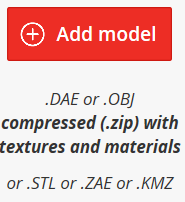 Add model
.DAE or .OBJ
compressed (.zip) with
textures and materials
or .STL or .ZAE or .KMZ